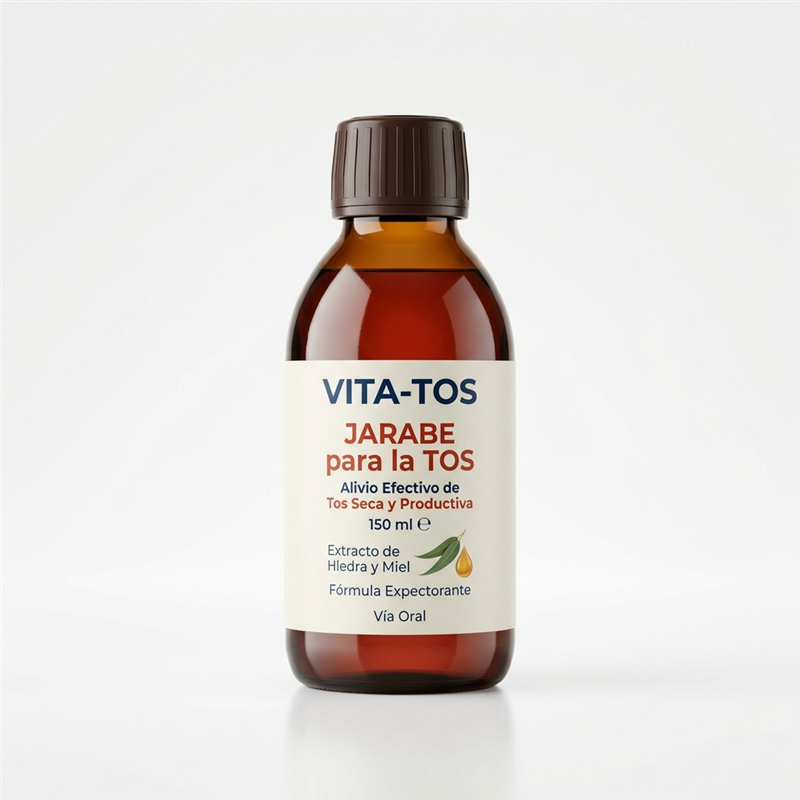 VITA-TOS
JARABE
para la TOS
Alivio Efectivo de
Tos Seca y Productiva
150 ml ℮
Extracto de
Hledra y Miel
Fórmula Expectorante
Vía Oral